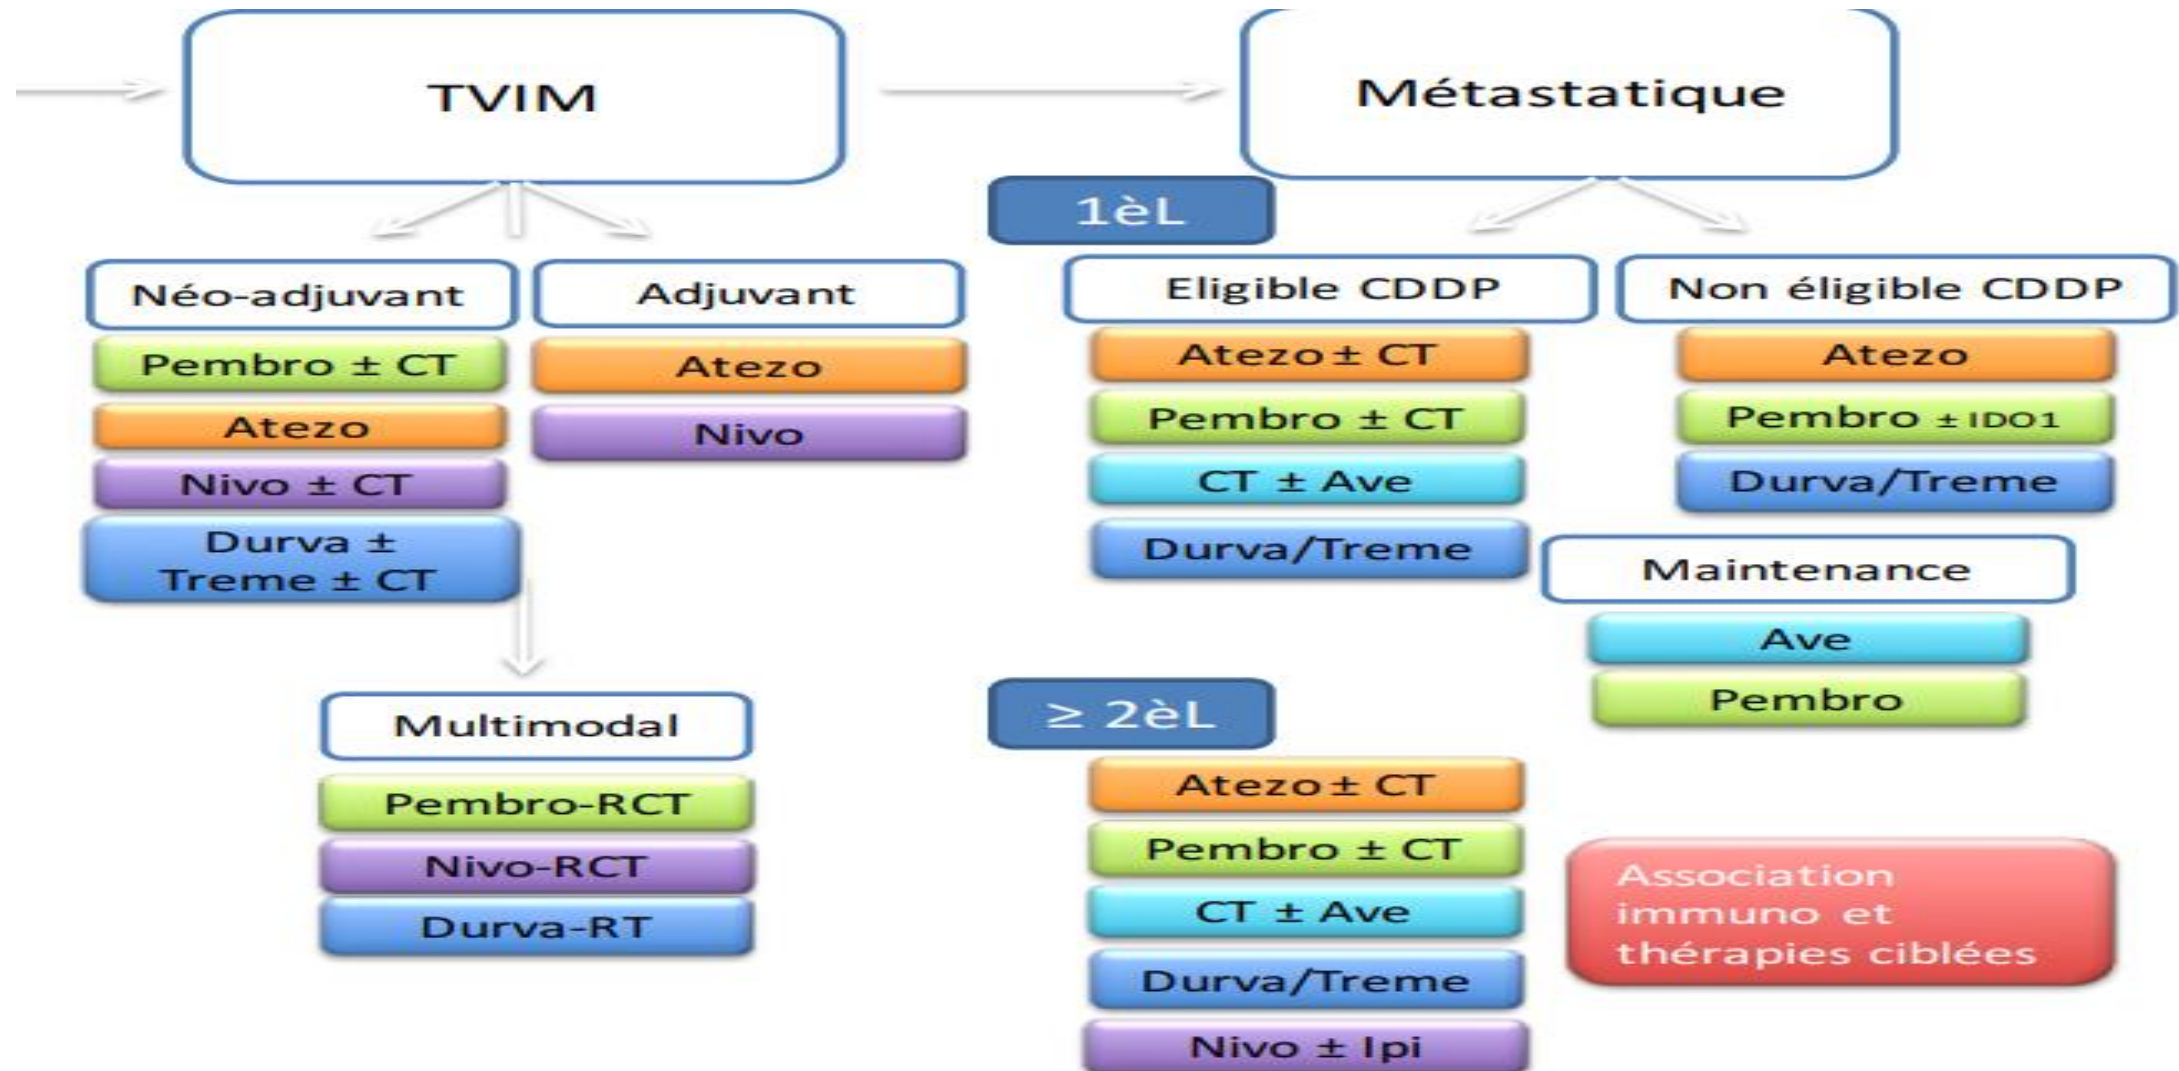 TVIM
Néo-adjuvant
Pembro ± CT
Atezo
Nivo ± CT
Durva ±
Treme ± CT
Adjuvant
Atezo
Nivo
Multimodal
Pembro-RCT
Nivo-RCT
Durva-RT
Métastatique
1èL
Eligible CDDP
Atezo ± CT
Pembro ± CT
CT ± Ave
Durva/Treme
Non éligible CDDP
Atezo
Pembro ± IDO1
Durva/Treme
Maintenance
Ave
Pembro
≥ 2èL
Atezo ± CT
Pembro ± CT
CT ± Ave
Durva/Treme
Nivo ± Ipi
Association
immuno et
thérapies ciblées